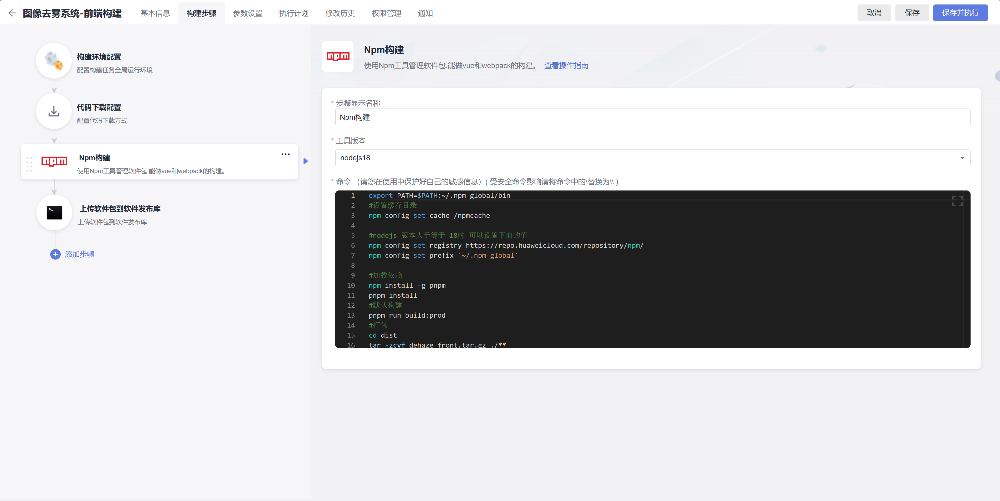 图像去雾系统-前端构建
基本信息
构建步骤
参数设置
执行计划
修改历史
权限管理
通知
取消
保存
保存并执行
构建环境配置
配置构建任务全局运行环境
代码下载配置
配置代码下载方式
npm
Npm构建
使用Npm工具管理软件包,能做vue和webpack的构建。
>_
上传软件包到软件发布库
上传软件包到软件发布库
添加步骤
npm
Npm构建
使用Npm工具管理软件包,能做vue和webpack的构建。 查看操作指南
* 步骤显示名称
Npm构建
* 工具版本
nodejs18
* 命令 （请您在使用中保护好自己的敏感信息）( 受安全命令影响请将命令中的\替换为\\ )
1 export PATH=$PATH:~/.npm-global/bin
2 #设置缓存目录
3 npm config set cache /npmcache
4
5 #nodejs 版本大于等于 18时 可以设置下面的值
6 npm config set registry https://repo.huaweicloud.com/repository/npm/
7 npm config set prefix '~/.npm-global'
8
9 #加载依赖
10 npm install -g pnpm
11 pnpm install
12 #默认构建
13 pnpm run build:prod
14 #打包
15 cd dist
16 tar -zcvf dehaze_front.tar.gz ./**